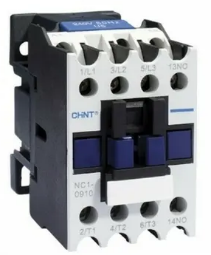 1/L1 3/L2 5/L3 13NO
CHNT
NC1-
0910
2/T1 4/T2 6/T3 14NO